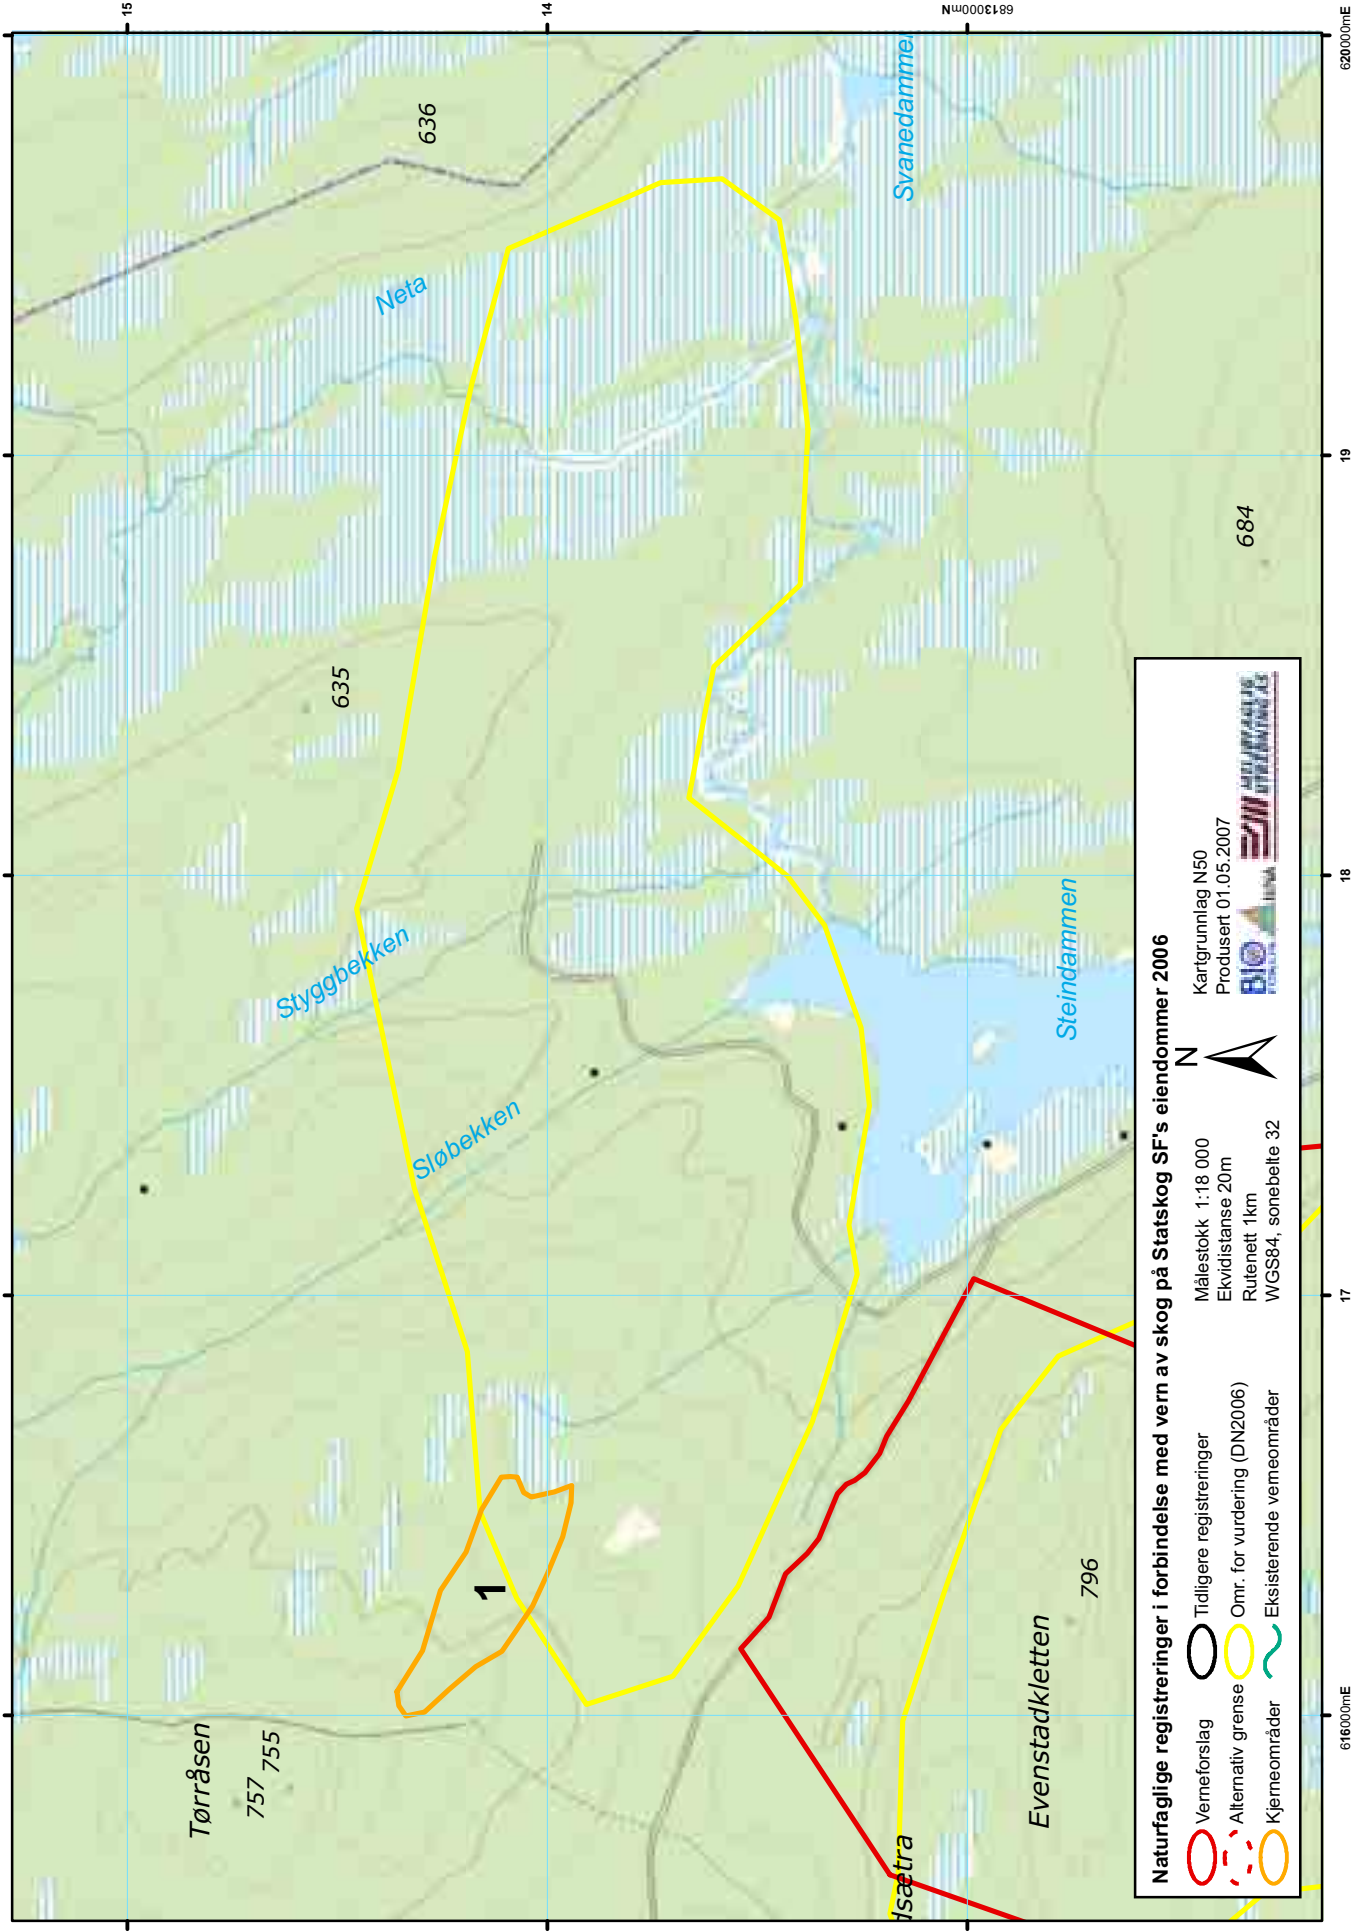 15
14
6813000mN
636
Neta
Svanedammen
635
684
Styggbekken
Sløbekken
Steindammen
1
Tørråsen
757
755
Evenstadkletten
796
dsætra
616000mE
17
18
19
620000mE
Naturfaglige registreringer i forbindelse med vern av skog på Statskog SF's eiendommer 2006
Verneforslag
Tidligere registreringer
Alternativ grense
Omr. for vurdering (DN2006)
Kjerneområder
Eksisterende verneområder
Målestokk 1:18 000
Ekvidistanse 20m
Rutenett 1km
WGS84, sonebelte 32
N
Kartgrunnlag N50
Produsert 01.05.2007
BIO